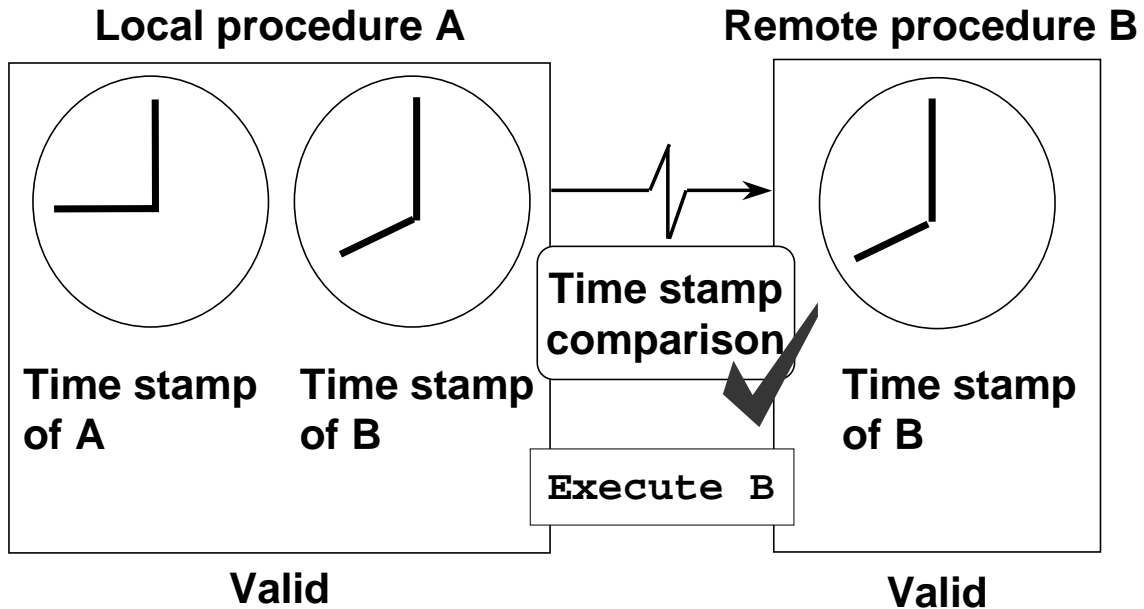 Local procedure A
Remote procedure B
Time stamp
comparison
Time stamp
of A
Time stamp
of B
Time stamp
of B
Execute B
Valid
Valid